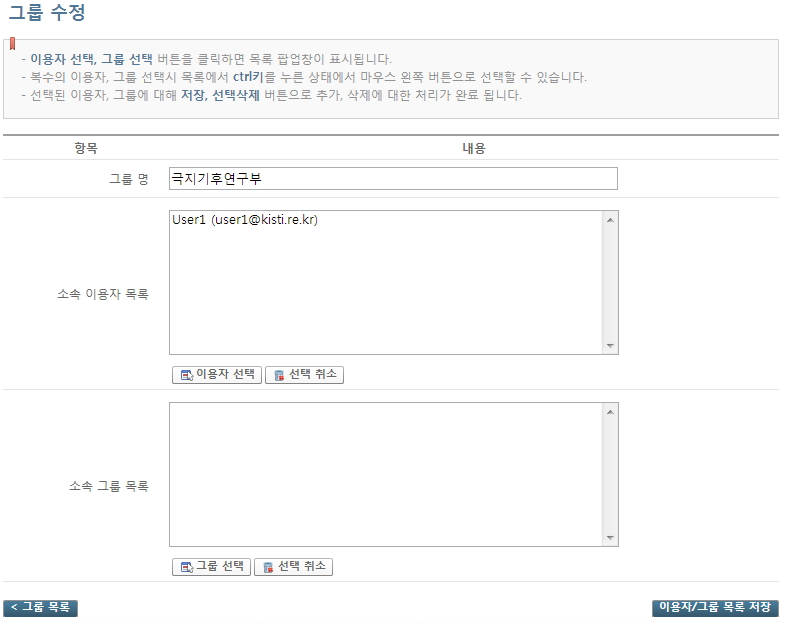 그룹 수정
- 이용자 선택, 그룹 선택 버튼을 클릭하면 목록 팝업창이 표시됩니다.
- 복수의 이용자, 그룹 선택시 목록에서 ctrl키를 누른 상태에서 마우스 왼쪽 버튼으로 선택할 수 있습니다.
- 선택된 이용자, 그룹에 대해 저장, 선택삭제 버튼으로 추가, 삭제에 대한 처리가 완료 됩니다.
항목 내용
그룹 명 극지기후연구부
User1 (user1@kisti.re.kr)
소속 이용자 목록
이용자 선택 선택 취소
소속 그룹 목록
그룹 선택 선택 취소
< 그룹 목록 이용자/그룹 목록 저장